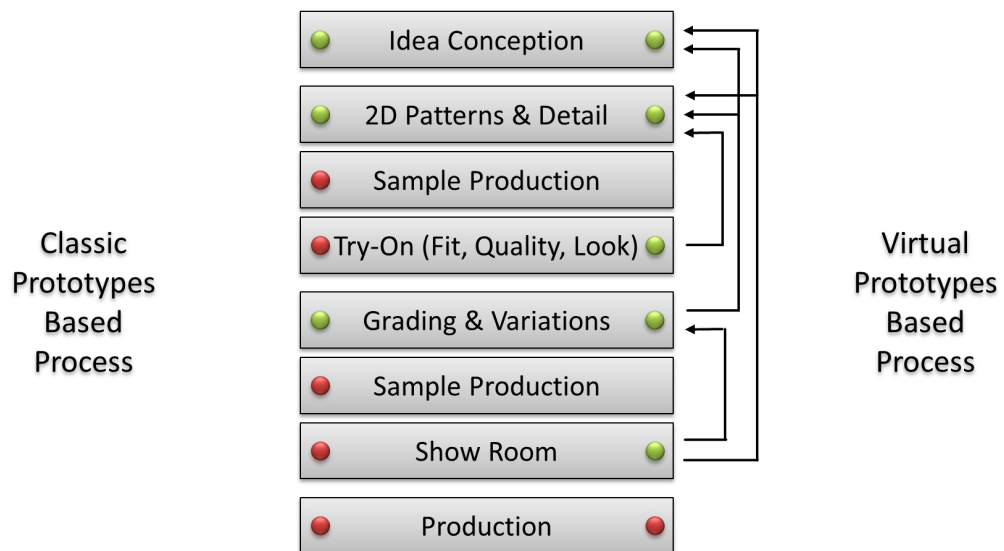 Idea Conception
2D Patterns & Detail
Sample Production
Try-On (Fit, Quality, Look)
Grading & Variations
Sample Production
Show Room
Production
Classic
Prototypes
Based
Process
Virtual
Prototypes
Based
Process